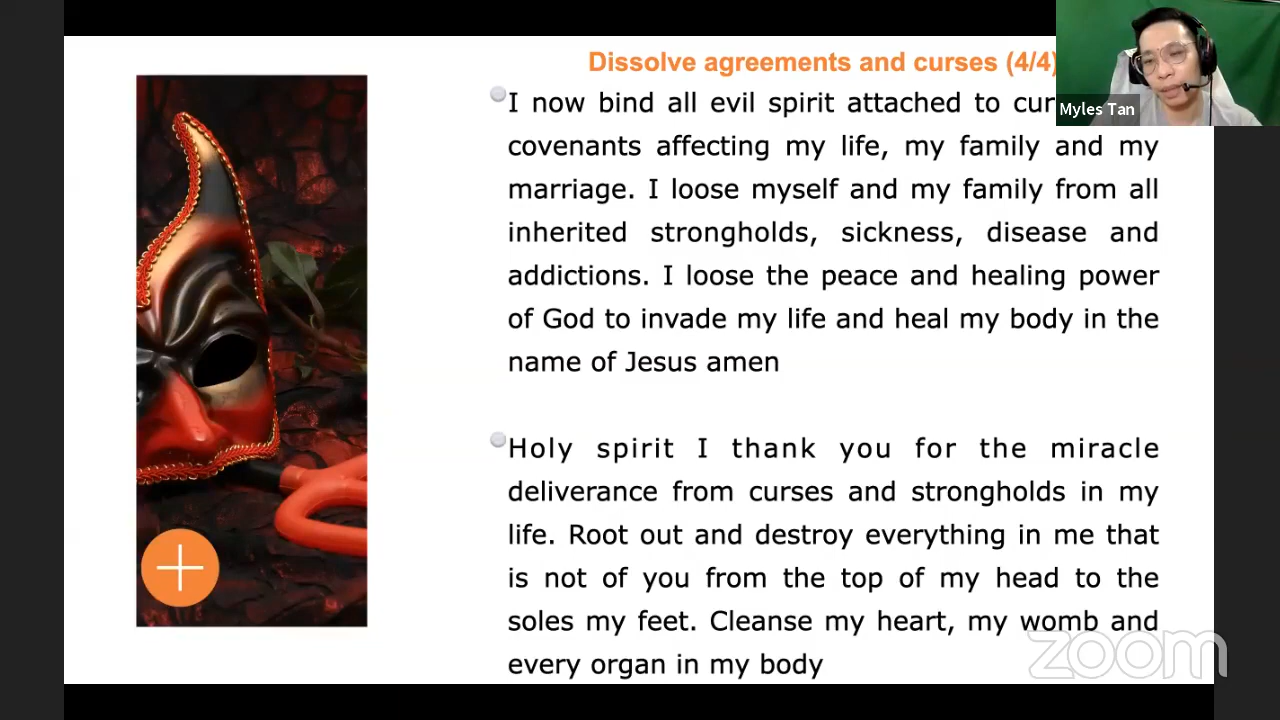 Dissolve agreements and curses (4/4)
Myles Tan
I now bind all evil spirit attached to
covenants affecting my life, my family and my
marriage. I loose myself and my family from all
inherited strongholds, sickness, disease and
addictions. I loose the peace and healing power
of God to invade my life and heal my body in the
name of Jesus amen
Holy spirit I thank you for the miracle
deliverance from curses and strongholds in my
life. Root out and destroy everything in me that
is not of you from the top of my head to the
soles my feet. Cleanse my heart, my womb and
every organ in my body
zoom